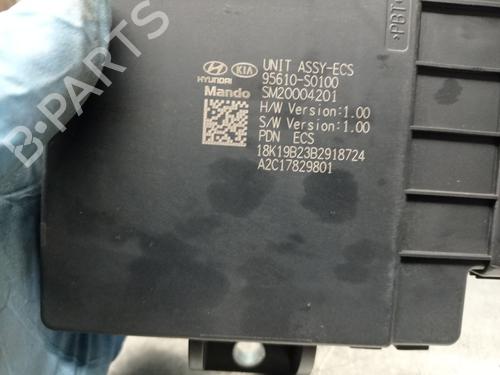 HYUNDAI KIA UNIT ASSY-ECS
95610-S0100
Mando SM20004201
H/W Version:1.00
S/W Version:1.00
PDN ECS
18K19B23B2918724
A2C17829801
>PBT
B-PARTS